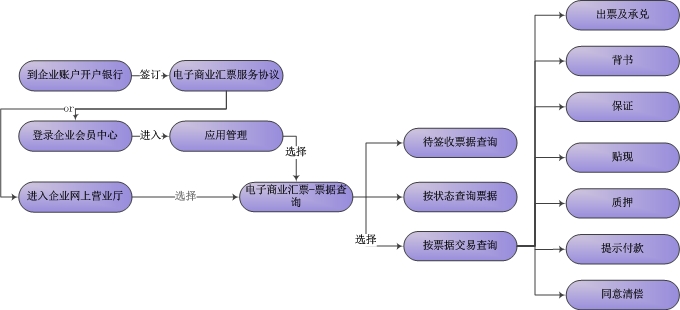 到企业账户开户银行
签订
电子商业汇票服务协议
or
登录企业会员中心
进入
应用管理
选择
进入企业网上营业厅
选择
电子商业汇票-票据查
询
待签收票据查询
按状态查询票据
选择
按票据交易查询
出票及承兑
背书
保证
贴现
质押
提示付款
同意清偿